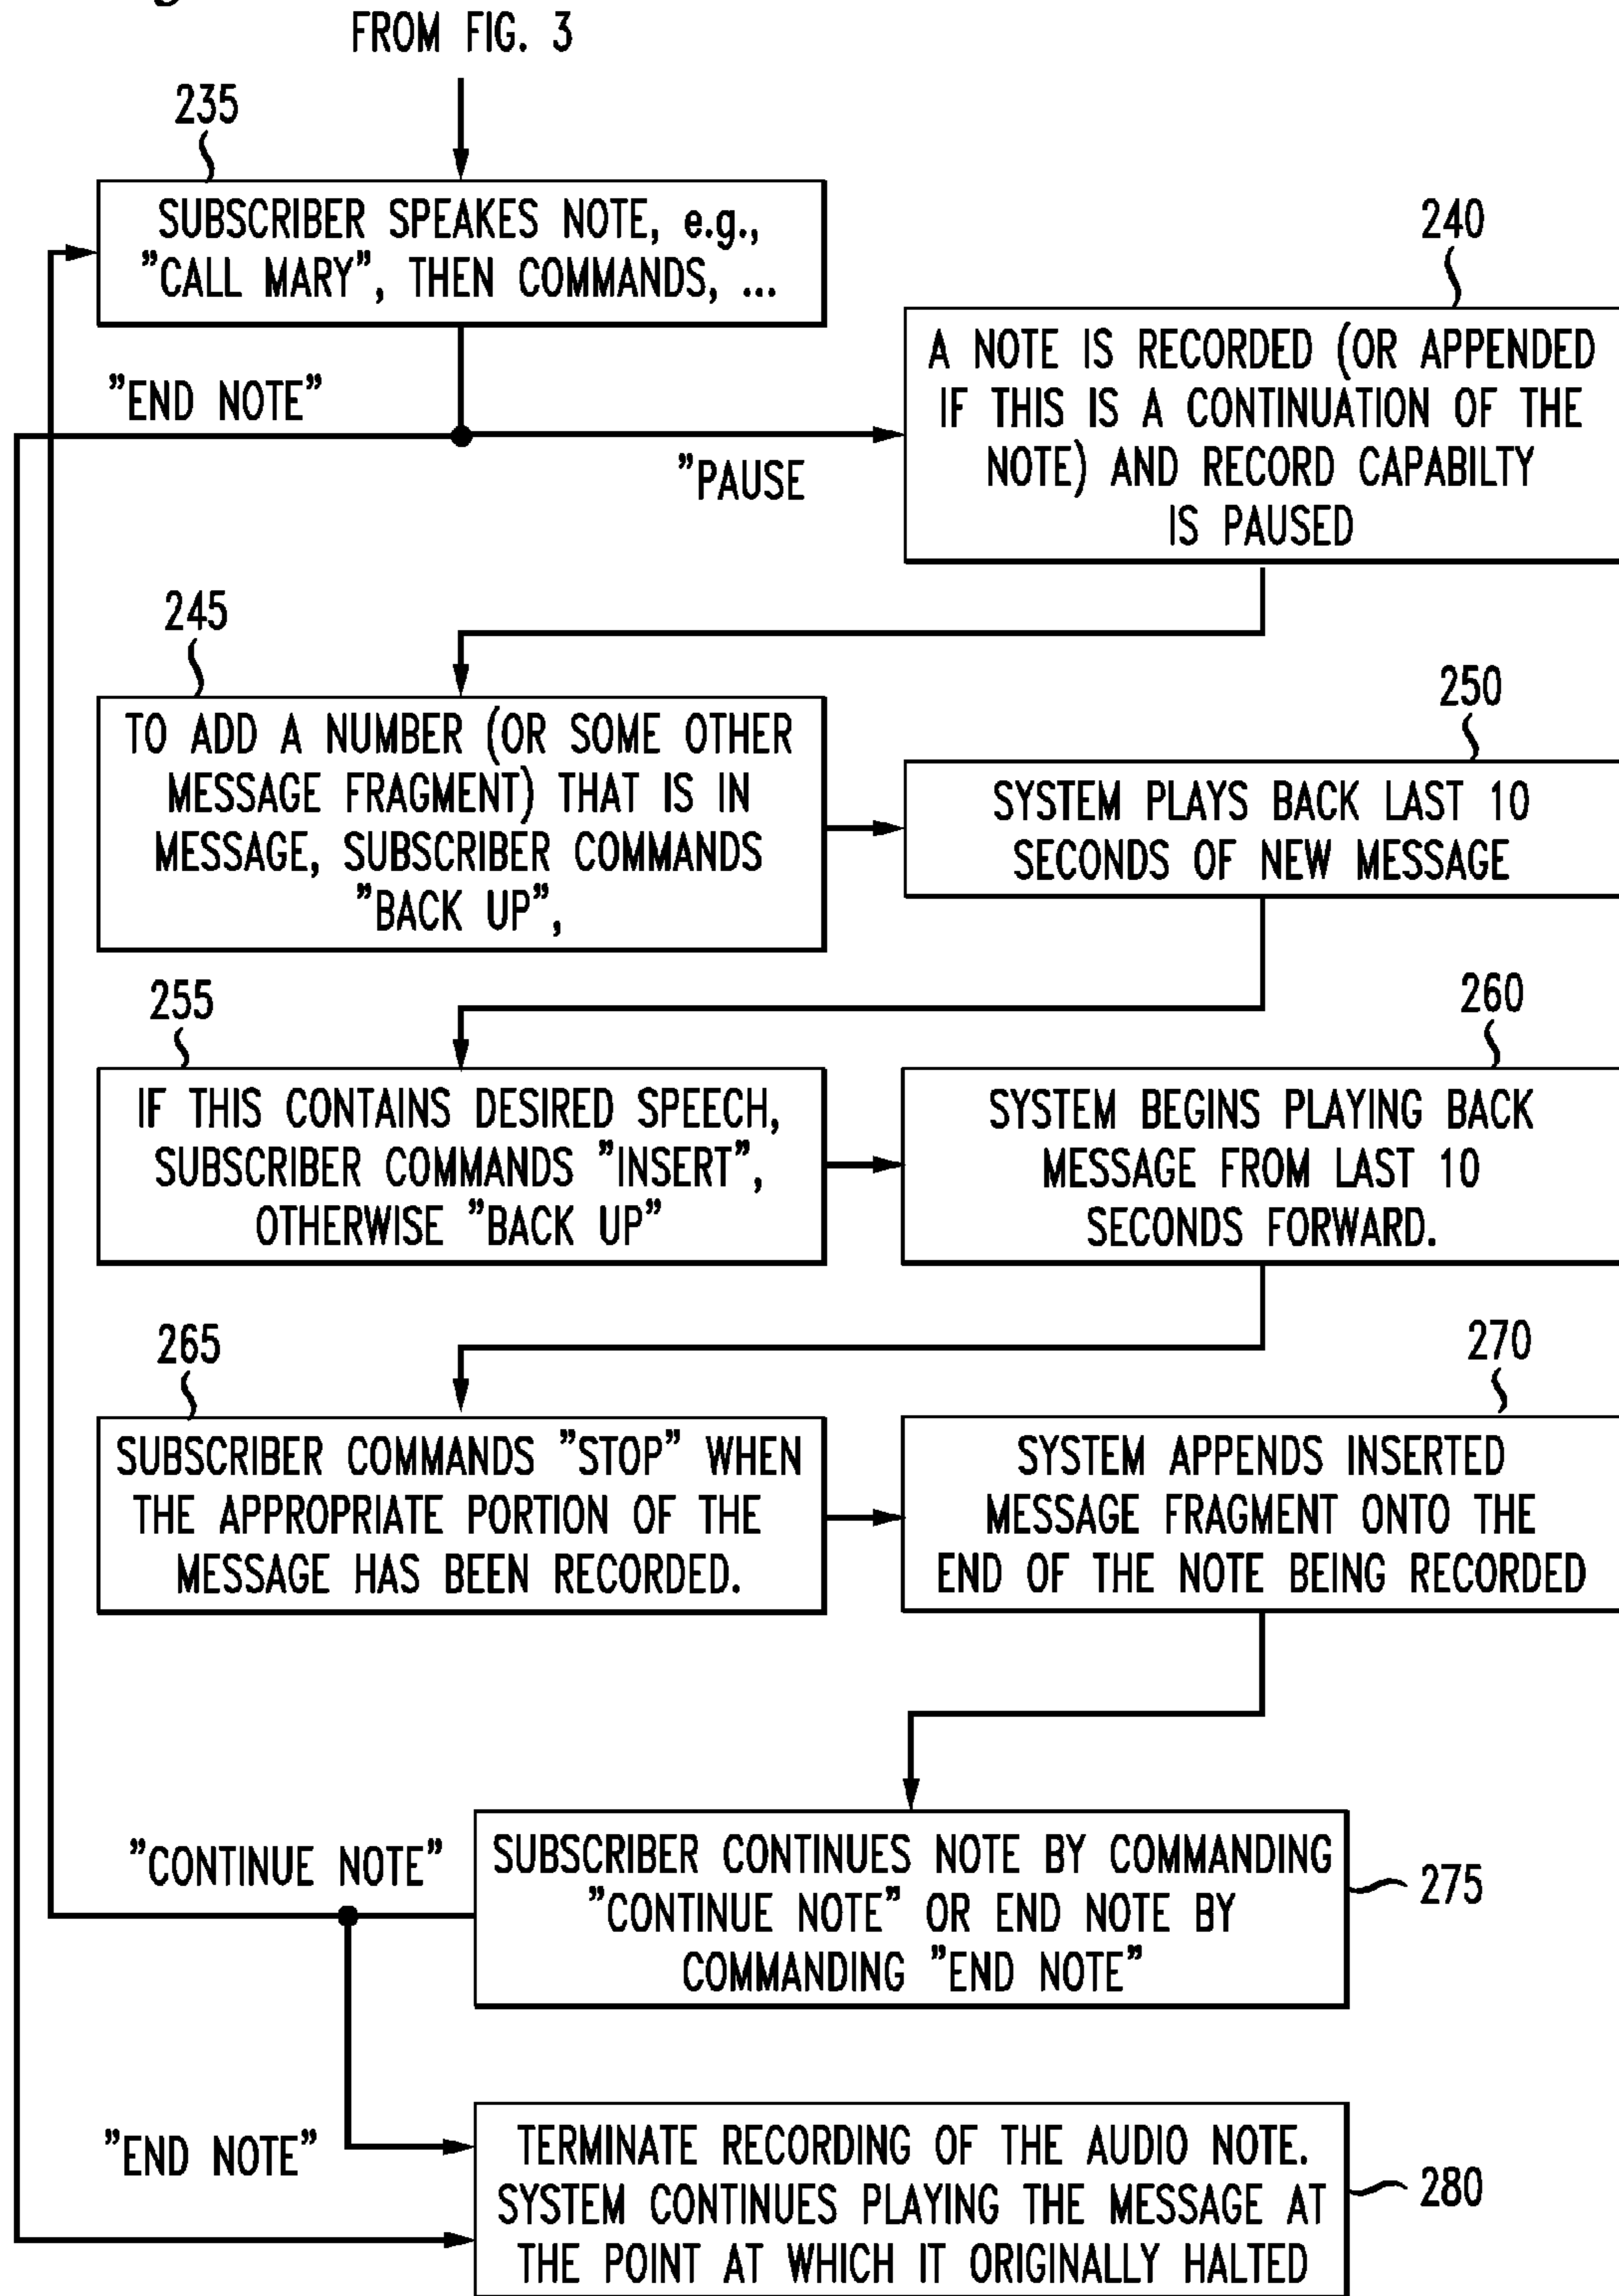 FROM FIG. 3
235
SUBSCRIBER SPEAKES NOTE, e.g.,
"CALL MARY", THEN COMMANDS, ...
240
A NOTE IS RECORDED (OR APPENDED
IF THIS IS A CONTINUATION OF THE
NOTE) AND RECORD CAPABILTY
IS PAUSED
"END NOTE"
"PAUSE
245
TO ADD A NUMBER (OR SOME OTHER
MESSAGE FRAGMENT) THAT IS IN
MESSAGE, SUBSCRIBER COMMANDS
"BACK UP",
250
SYSTEM PLAYS BACK LAST 10
SECONDS OF NEW MESSAGE
255
IF THIS CONTAINS DESIRED SPEECH,
SUBSCRIBER COMMANDS "INSERT",
OTHERWISE "BACK UP"
260
SYSTEM BEGINS PLAYING BACK
MESSAGE FROM LAST 10
SECONDS FORWARD.
265
SUBSCRIBER COMMANDS "STOP" WHEN
THE APPROPRIATE PORTION OF THE
MESSAGE HAS BEEN RECORDED.
270
SYSTEM APPENDS INSERTED
MESSAGE FRAGMENT ONTO THE
END OF THE NOTE BEING RECORDED
"CONTINUE NOTE"
SUBSCRIBER CONTINUES NOTE BY COMMANDING
"CONTINUE NOTE" OR END NOTE BY
COMMANDING "END NOTE"
275
"END NOTE"
TERMINATE RECORDING OF THE AUDIO NOTE.
SYSTEM CONTINUES PLAYING THE MESSAGE AT
THE POINT AT WHICH IT ORIGINALLY HALTED
280